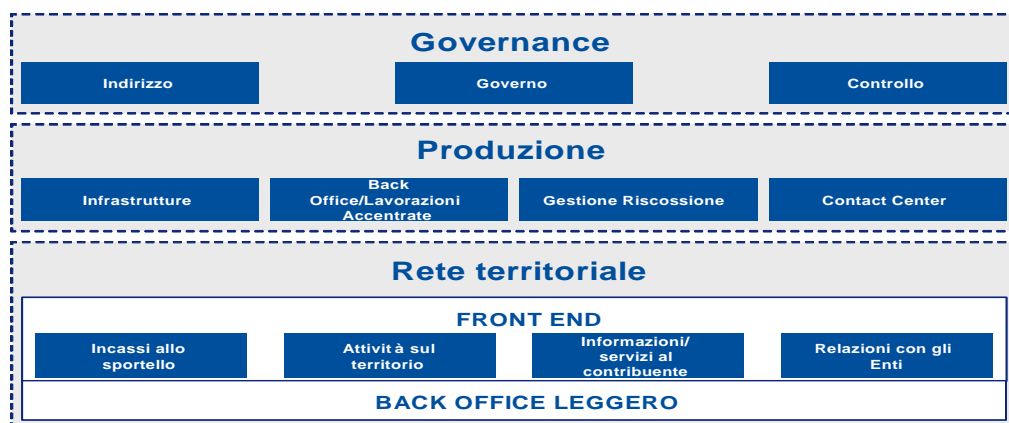 Governance
Indirizzo
Governo
Controllo
Produzione
Infrastrutture
Back
Office/Lavorazioni
Accentrate
Gestione Riscossione
Contact Center
Rete territoriale
FRONT END
Incassi allo
sportello
Attivit à sul
territorio
Informazioni/
servizi al
contribuente
Relazioni con gli
Enti
BACK OFFICE LEGGERO